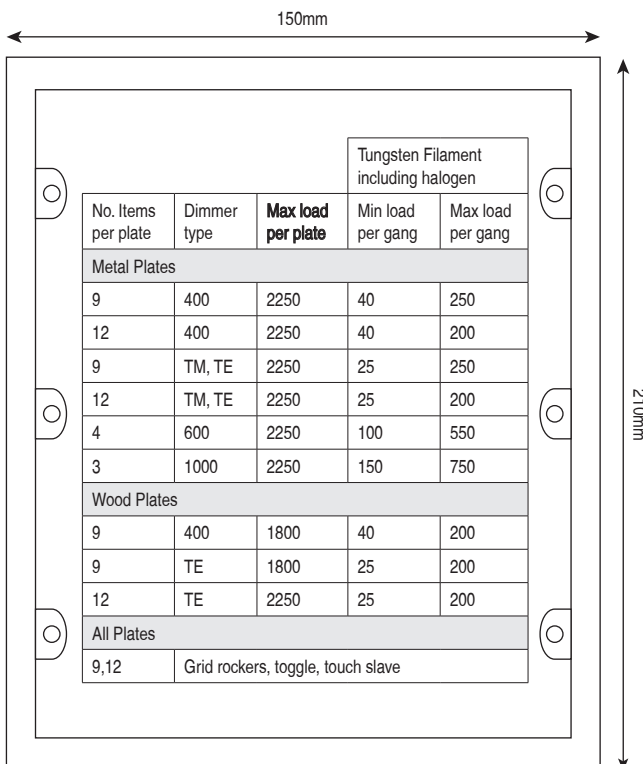 150mm
Tungsten Filament
including halogen
No. Items per plate Dimmer type Max load per plate Min load per gang Max load per gang
Metal Plates
9 400 2250 40 250
12 400 2250 40 200
9 TM, TE 2250 25 250
12 TM, TE 2250 25 200
4 600 2250 100 550
3 1000 2250 150 750
Wood Plates
9 400 1800 40 200
9 TE 1800 25 200
12 TE 2250 25 200
All Plates
9,12 Grid rockers, toggle, touch slave
210mm